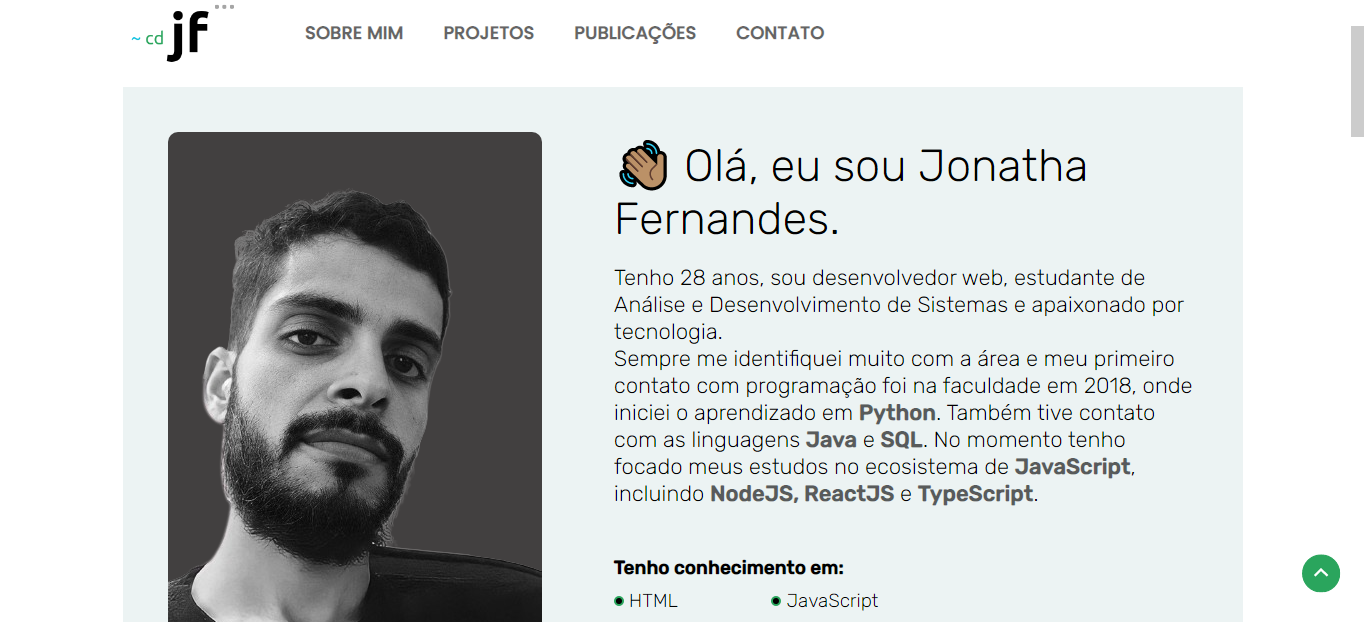 ~ cd jf
SOBRE MIM PROJETOS PUBLICAÇÕES CONTATO
Olá, eu sou Jonatha
Fernandes.
Tenho 28 anos, sou desenvolvedor web, estudante de
Análise e Desenvolvimento de Sistemas e apaixonado por
tecnologia.
Sempre me identifiquei muito com a área e meu primeiro
contato com programação foi na faculdade em 2018, onde
iniciei o aprendizado em Python. Também tive contato
com as linguagens Java e SQL. No momento tenho
focado meus estudos no ecosistema de JavaScript,
incluindo NodeJS, ReactJS e TypeScript.
Tenho conhecimento em:
HTML JavaScript